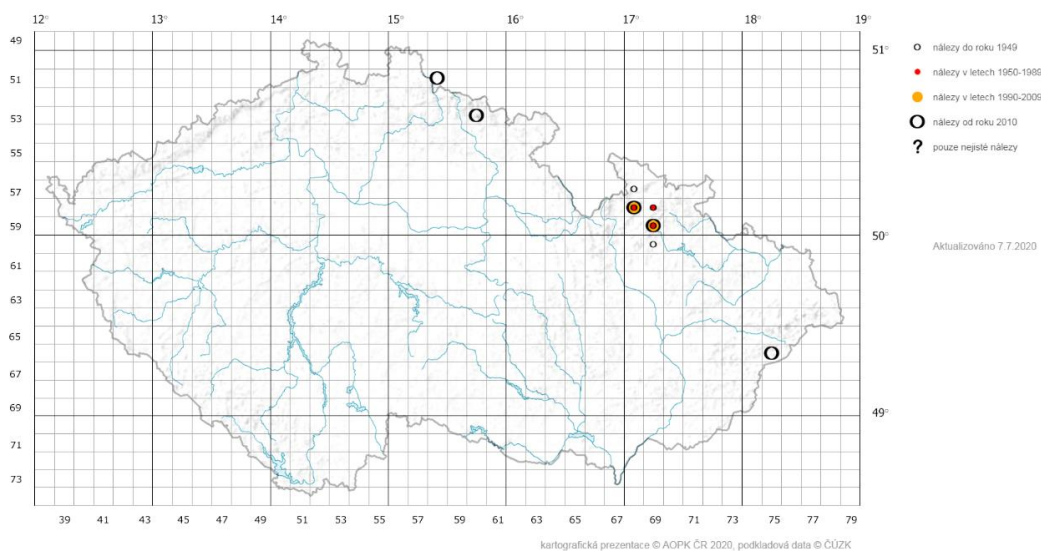 12° 13° 14° 15° 16° 17° 18° 19°
49 51°
51
53
55
57
59 50°
61
63
65
67
69 49°
71
73
39 41 43 45 47 49 51 53 55 57 59 61 63 65 67 69 71 73 75 77 79
nálezy do roku 1949
nálezy v letech 1950-1989
nálezy v letech 1990-2009
nálezy od roku 2010
? pouze nejisté nálezy
Aktualizováno 7.7.2020
kartografická prezentace © AOPK ČR 2020, podkladová data © ČÚZK